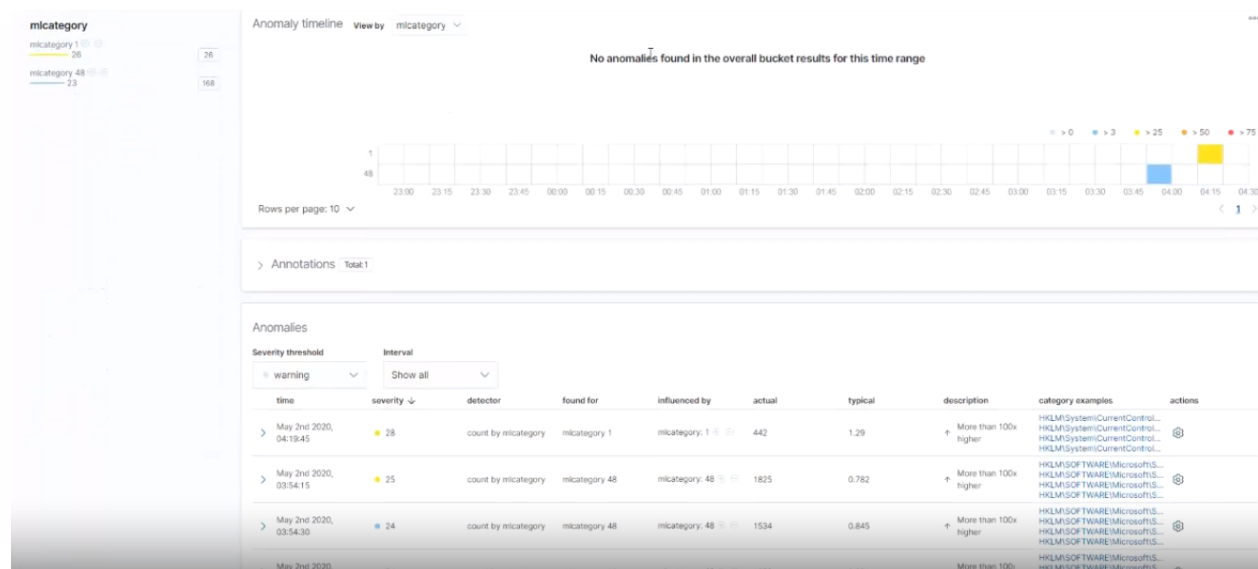 mlcategory
mlcategory 1
26
26
mlcategory 48
23
168
Anomaly timeline View by mlcategory
No anomalies found in the overall bucket results for this time range
> 0 > 3 > 25 > 50 > 75
1
48
23:00 23:15 23:30 23:45 00:00 00:15 00:30 00:45 01:00 01:15 01:30 01:45 02:00 02:15 02:30 02:45 03:00 03:15 03:30 03:45 04:00 04:15 04:30
Rows per page: 10
1
Annotations Total: 1
Anomalies
Severity threshold Interval
warning Show all
time severity detector found for influenced by actual typical description category examples actions
May 2nd 2020, 04:19:45 28 count by mlcategory mlcategory 1 mlcategory: 1 442 1.29 More than 100x higher
HKLM\System\CurrentControl...
HKLM\System\CurrentControl...
HKLM\System\CurrentControl...
HKLM\System\CurrentControl...
May 2nd 2020, 03:54:15 25 count by mlcategory mlcategory 48 mlcategory: 48 1825 0.782 More than 100x higher
HKLM\SOFTWARE\Microsoft\S...
HKLM\SOFTWARE\Microsoft\S...
HKLM\SOFTWARE\Microsoft\S...
HKLM\SOFTWARE\Microsoft\S...
May 2nd 2020, 03:54:30 24 count by mlcategory mlcategory 48 mlcategory: 48 1534 0.845 More than 100x higher
HKLM\SOFTWARE\Microsoft\S...
HKLM\SOFTWARE\Microsoft\S...
HKLM\SOFTWARE\Microsoft\S...
HKLM\SOFTWARE\Microsoft\S...
May 2nd 2020, More than 100x
HKLM\SOFTWARE\Microsoft\S...